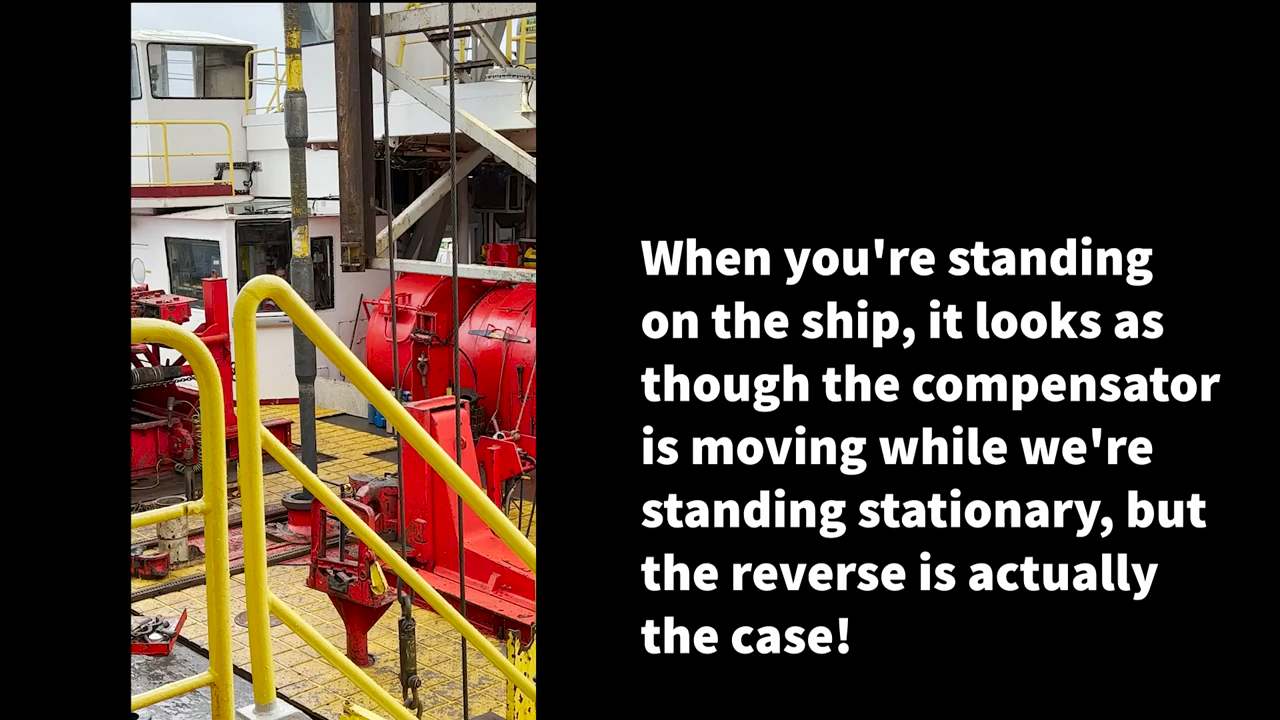 When you're standing
on the ship, it looks as
though the compensator
is moving while we're
standing stationary, but
the reverse is actually
the case!